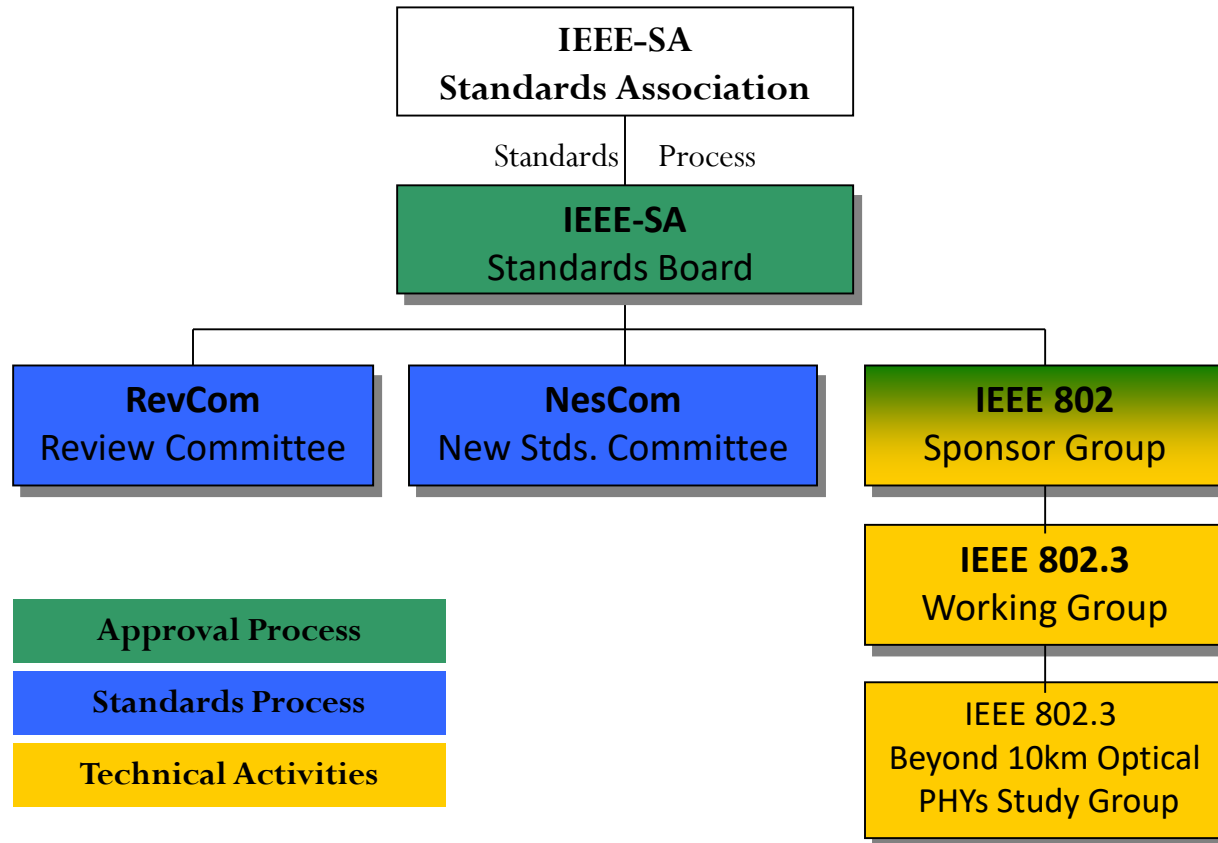 IEEE-SA
Standards Association
Standards Process
IEEE-SA
Standards Board
RevCom
Review Committee
NesCom
New Stds. Committee
IEEE 802
Sponsor Group
IEEE 802.3
Working Group
Approval Process
Standards Process
Technical Activities
IEEE 802.3
Beyond 10km Optical
PHYs Study Group